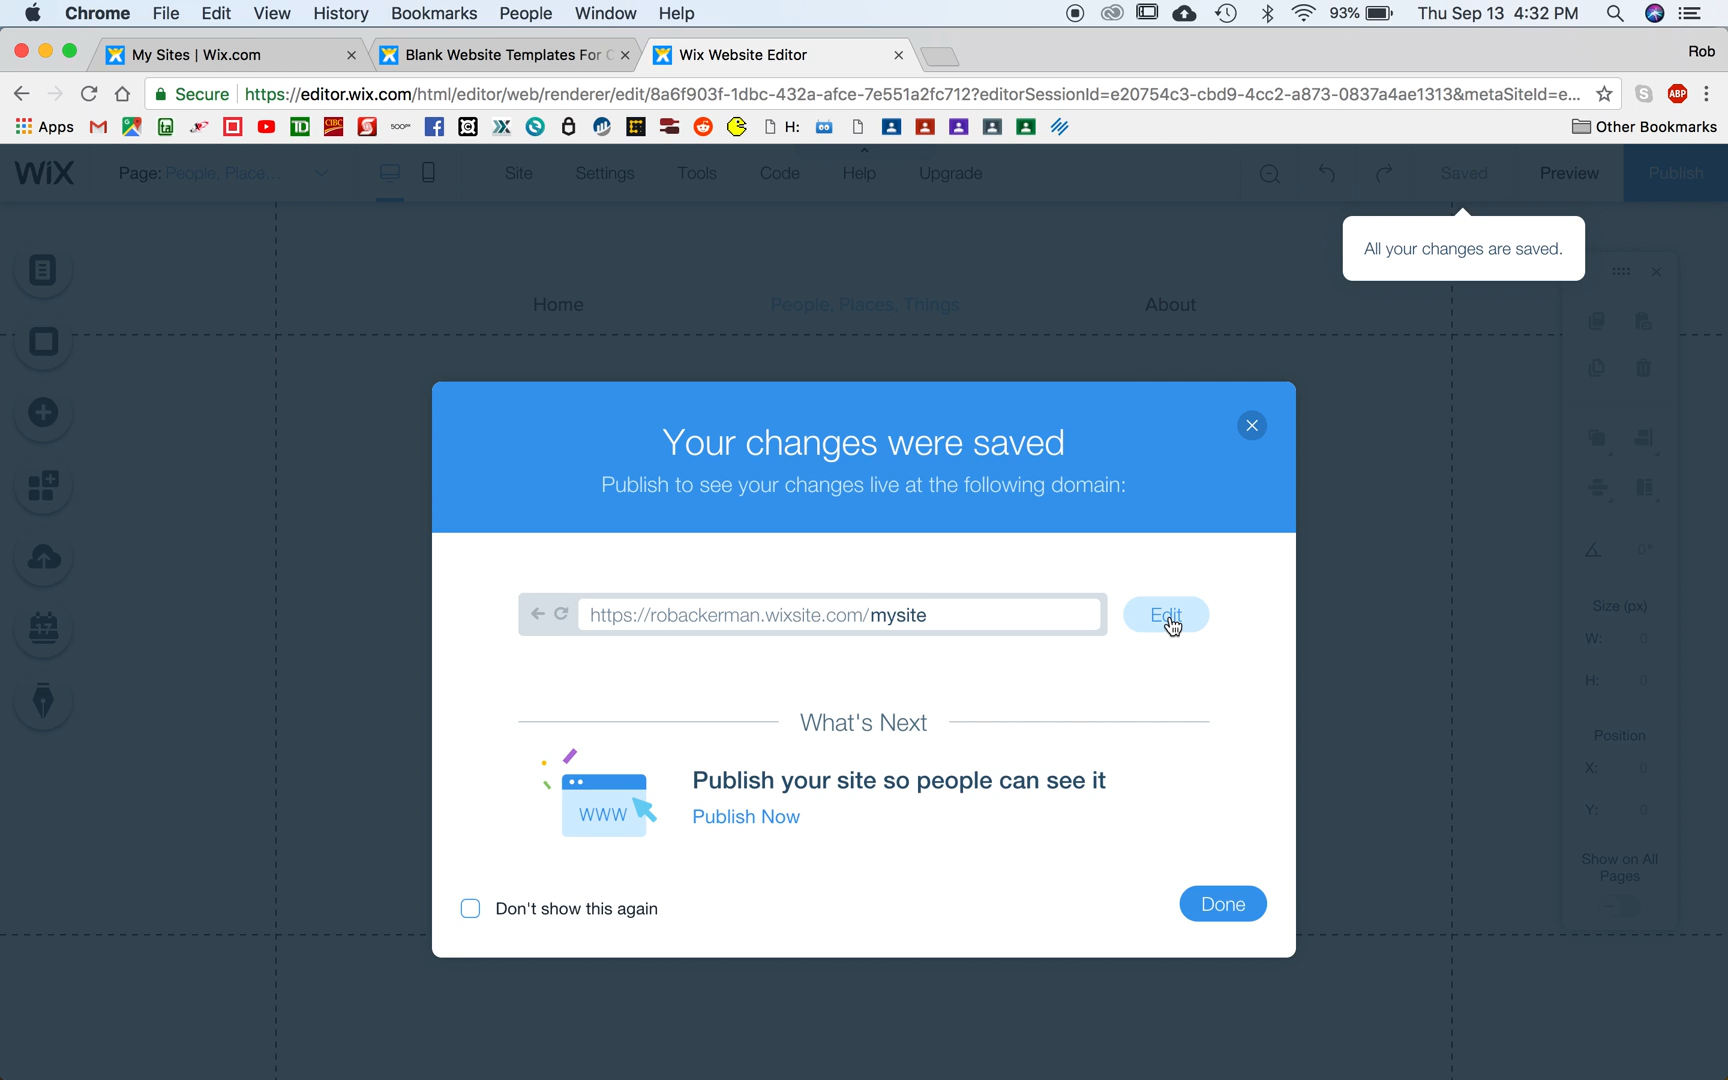 Chrome File Edit View History Bookmarks People Window Help 93% Thu Sep 13 4:32 PM
My Sites | Wix.com Blank Website Templates For C Wix Website Editor Rob
Secure https://editor.wix.com/html/editor/web/renderer/edit/8a6f903f-1dbc-432a-afce-7e551a2fc712?editorSessionId=e20754c3-cbd9-4cc2-a873-0837a4ae1313&metaSiteId=e... ABP
Apps TD CIBC H: Other Bookmarks
WiX Page: People, Place... Site Settings Tools Code Help Upgrade Saved Preview Publish
All your changes are saved.
Home People, Places, Things About
Your changes were saved
Publish to see your changes live at the following domain:
https://robackerman.wixsite.com/mysite Edit
What's Next
Publish your site so people can see it
WWW
Publish Now
Don't show this again
Done
0°
Size (px)
W: 0
H: 0
Position
X: 0
Y: 0
Show on All
Pages
17